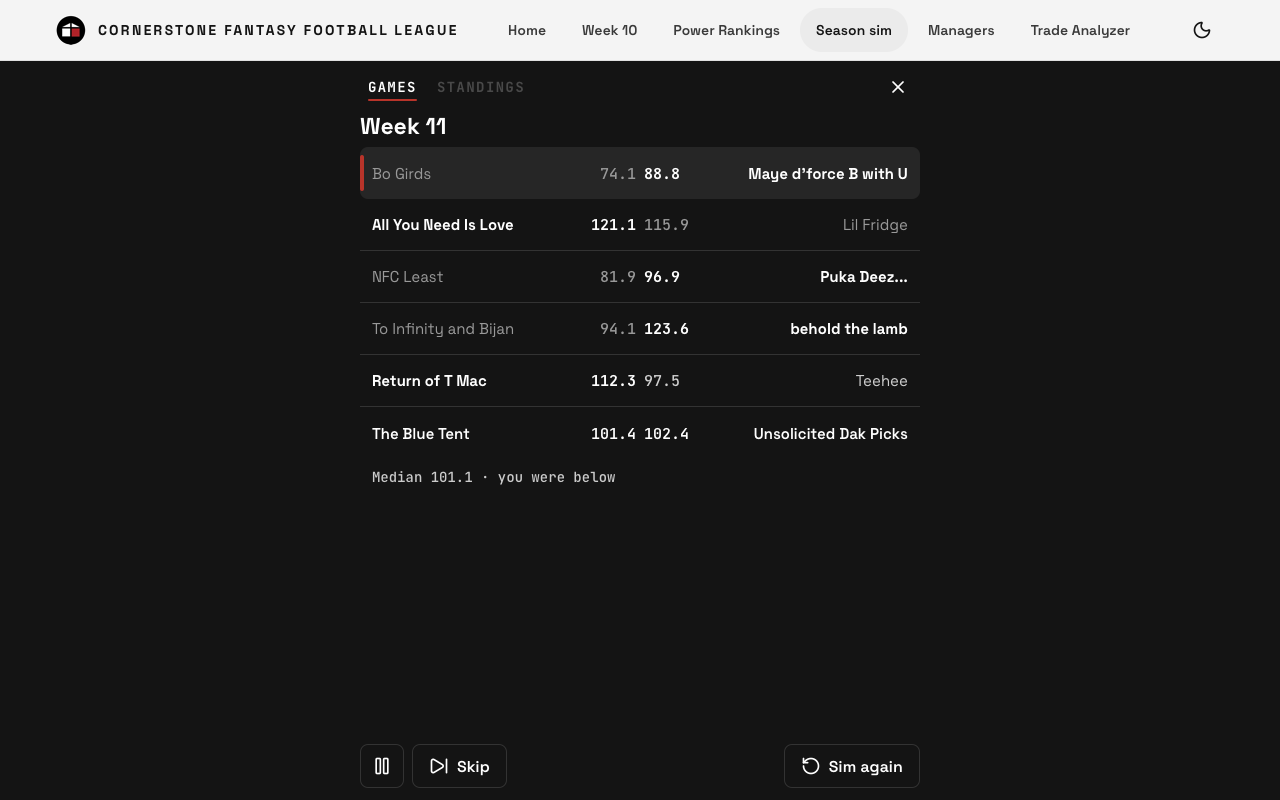 CORNERSTONE FANTASY FOOTBALL LEAGUE Home Week 10 Power Rankings Season sim Managers Trade Analyzer
GAMES STANDINGS
Week 11
Bo Girds 74.1 88.8 Maye d’force B with U
All You Need Is Love 121.1 115.9 Lil Fridge
NFC Least 81.9 96.9 Puka Deez...
To Infinity and Bijan 94.1 123.6 behold the lamb
Return of T Mac 112.3 97.5 Teehee
The Blue Tent 101.4 102.4 Unsolicited Dak Picks
Median 101.1 · you were below
Skip Sim again